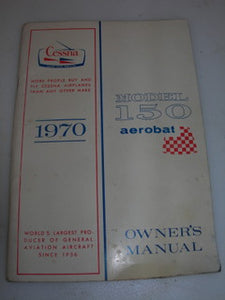 Cessna
MORE PEOPLE BUY AND
FLY CESSNA AIRPLANES
THAN ANY OTHER MAKE
1970
WORLD'S LARGEST PRO-
DUCER OF GENERAL
AVIATION AIRCRAFT
SINCE 1956
MODEL
150
aerobat
OWNER'S
MANUAL